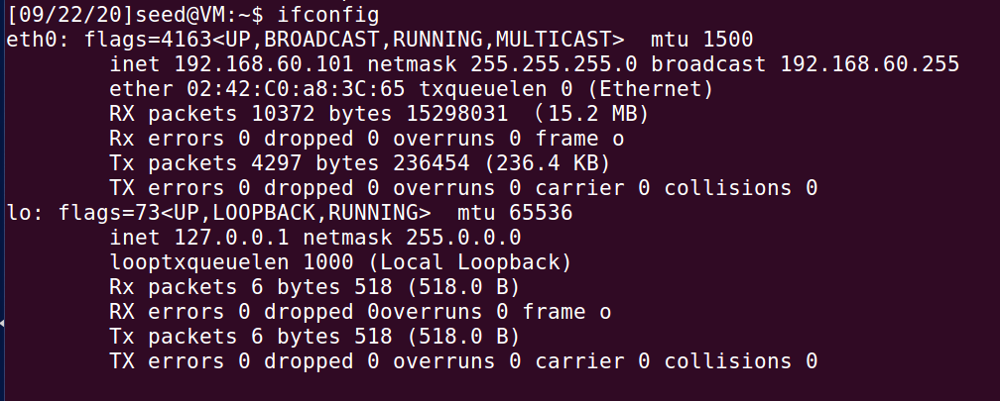 [09/22/20]seed@VM:~$ ifconfig
eth0: flags=4163<UP,BROADCAST,RUNNING,MULTICAST>  mtu 1500
        inet 192.168.60.101 netmask 255.255.255.0 broadcast 192.168.60.255
        ether 02:42:C0:a8:3C:65 txqueuelen 0 (Ethernet)
        RX packets 10372 bytes 15298031 （15.2 MB)
        Rx errors 0 dropped 0 overruns 0 frame o
        Tx packets 4297 bytes 236454 (236.4 KB)
        TX errors 0 dropped 0 overruns 0 carrier 0 collisions 0
lo: flags=73<UP,LOOPBACK,RUNNING>  mtu 65536
        inet 127.0.0.1 netmask 255.0.0.0
        looptxqueuelen 1000 (Local Loopback)
        Rx packets 6 bytes 518 (518.0 B)
        RX errors 0 dropped 0overruns 0 frame o
        Tx packets 6 bytes 518 (518.0 B)
        TX errors 0 dropped 0 overruns 0 carrier 0 collisions 0